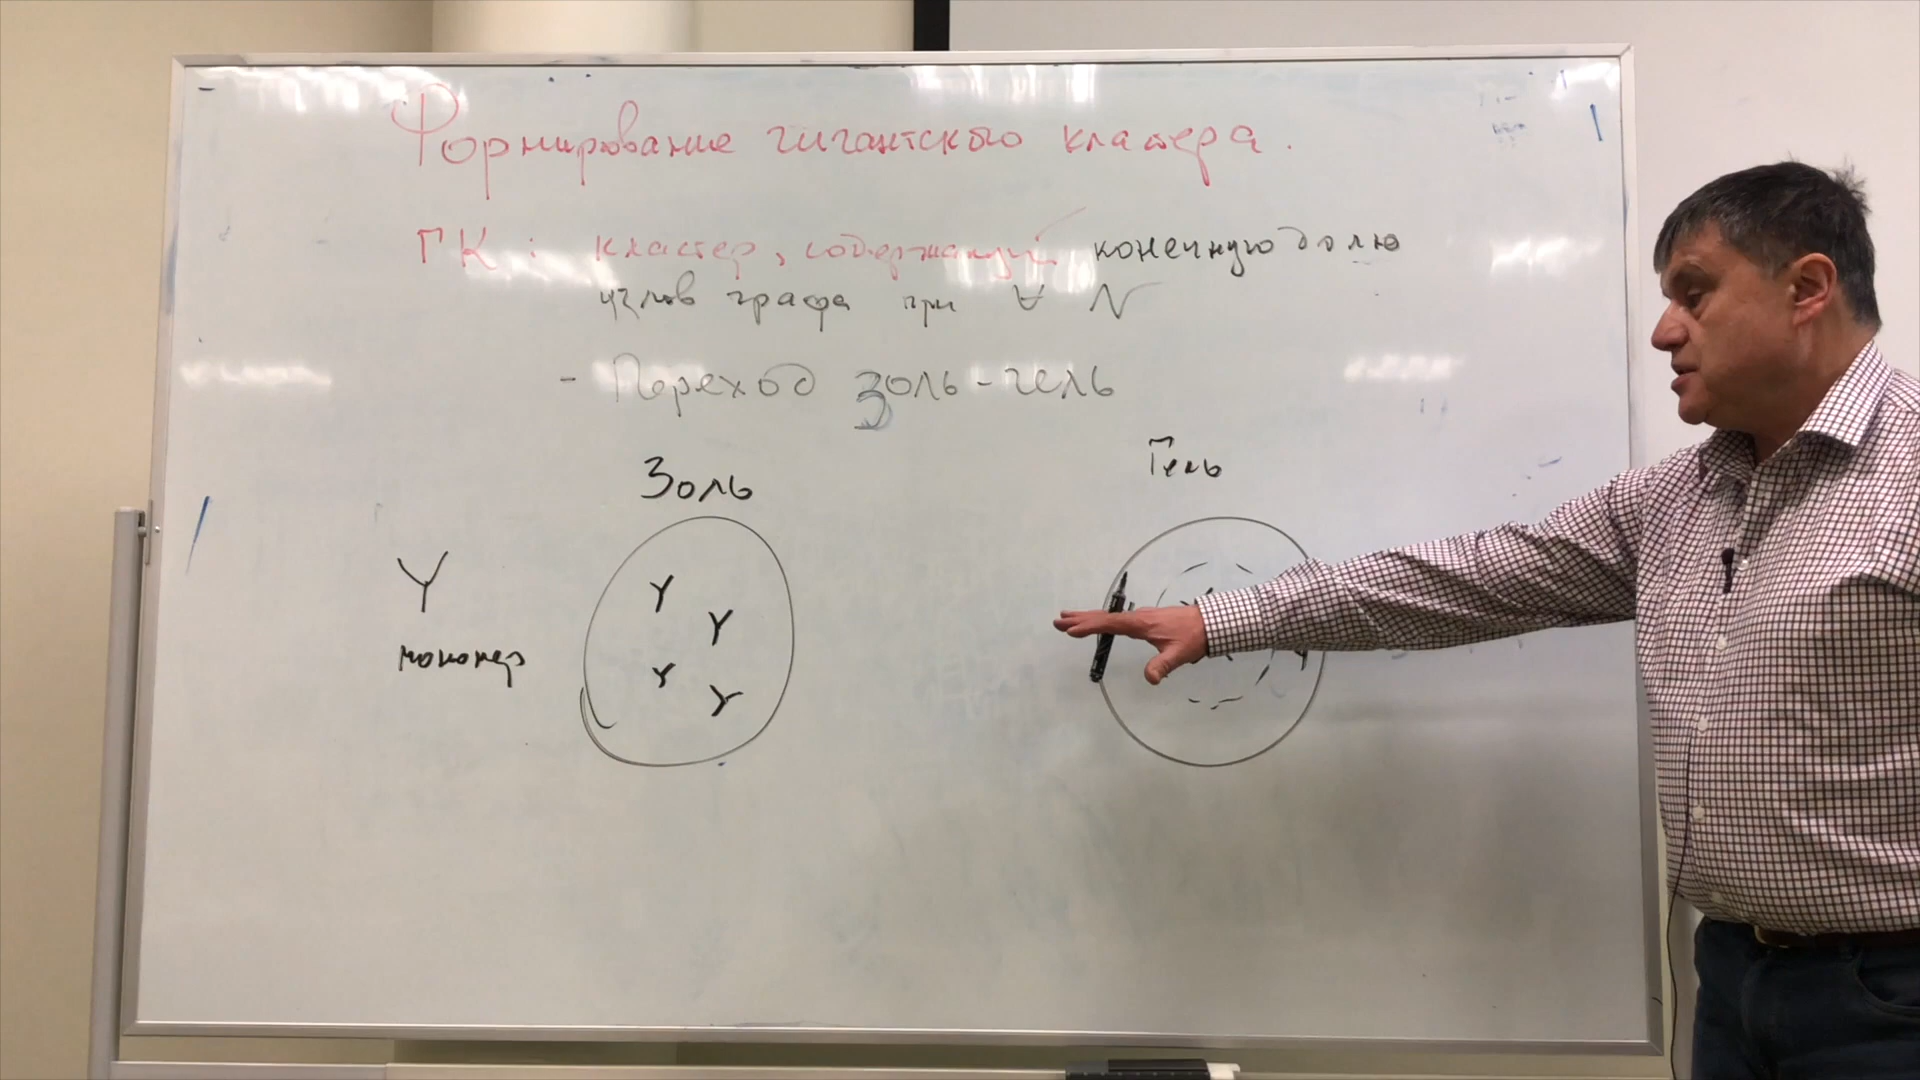 Формирование гигантского кластера.
ГК : кластер, содержащий конечную долю
узлов графа при ∀ N
- Переход золь-гель
Золь
Гель
Y
мономер
Y
Y
Y
Y